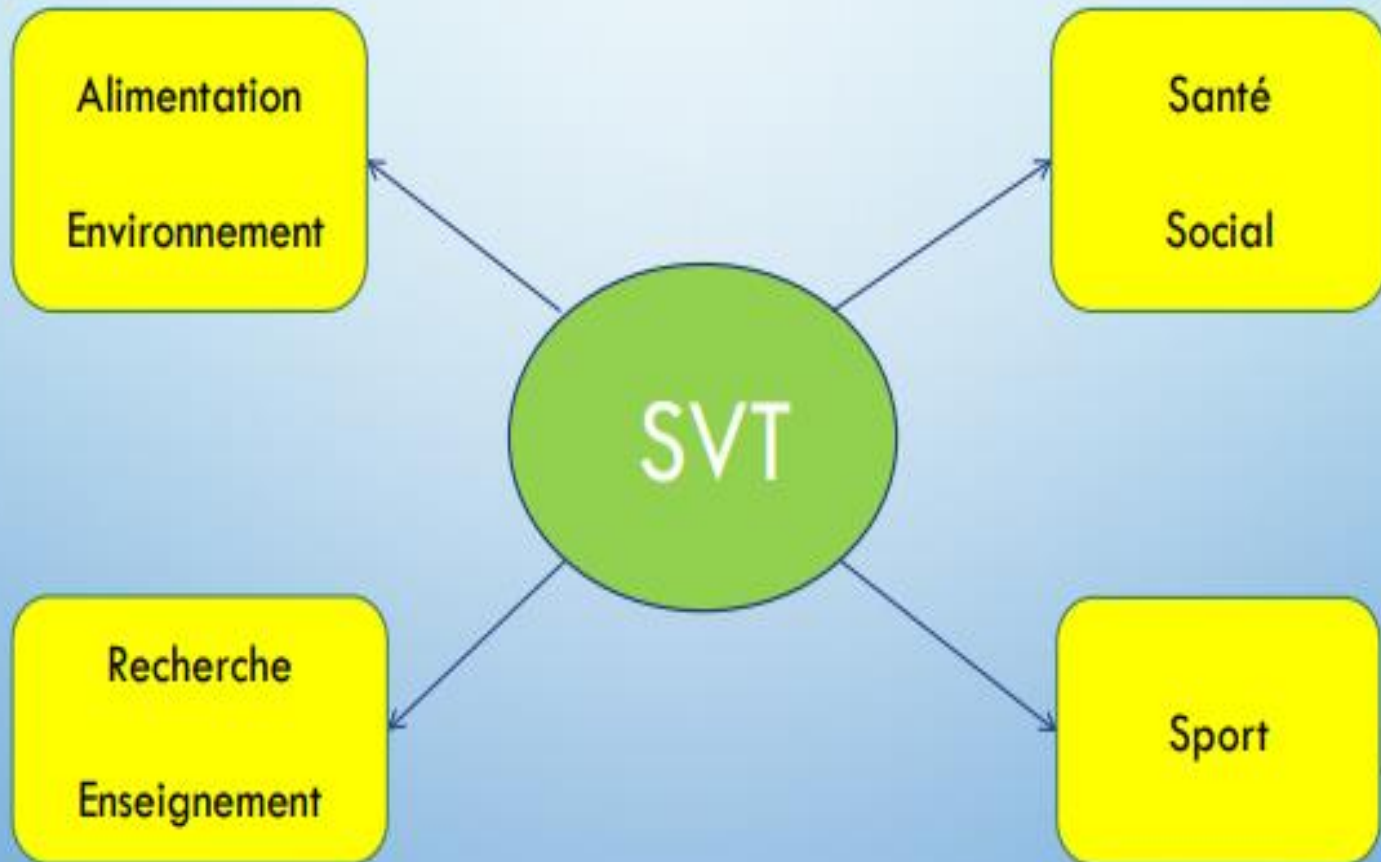 Alimentation
Environnement
Santé
Social
SVT
Recherche
Enseignement
Sport